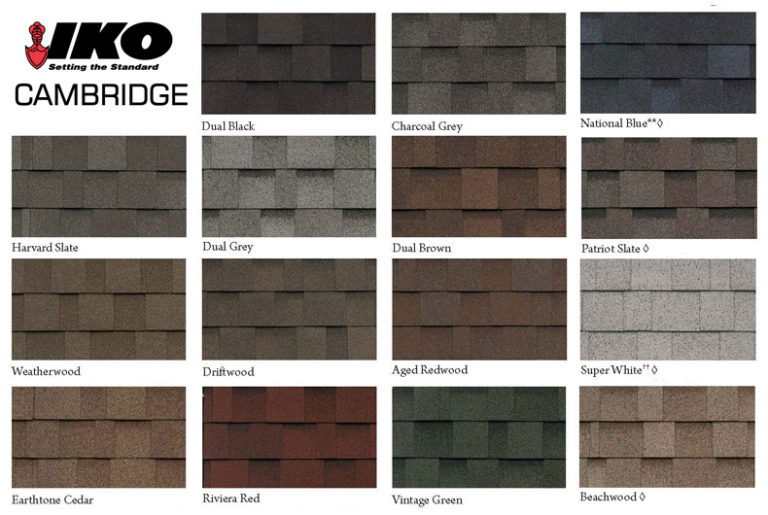 IKO
Setting the Standard
CAMBRIDGE
Dual Black
Charcoal Grey
National Blue**◊
Harvard Slate
Dual Grey
Dual Brown
Patriot Slate ◊
Weatherwood
Driftwood
Aged Redwood
Super White†† ◊
Earthtone Cedar
Riviera Red
Vintage Green
Beachwood ◊